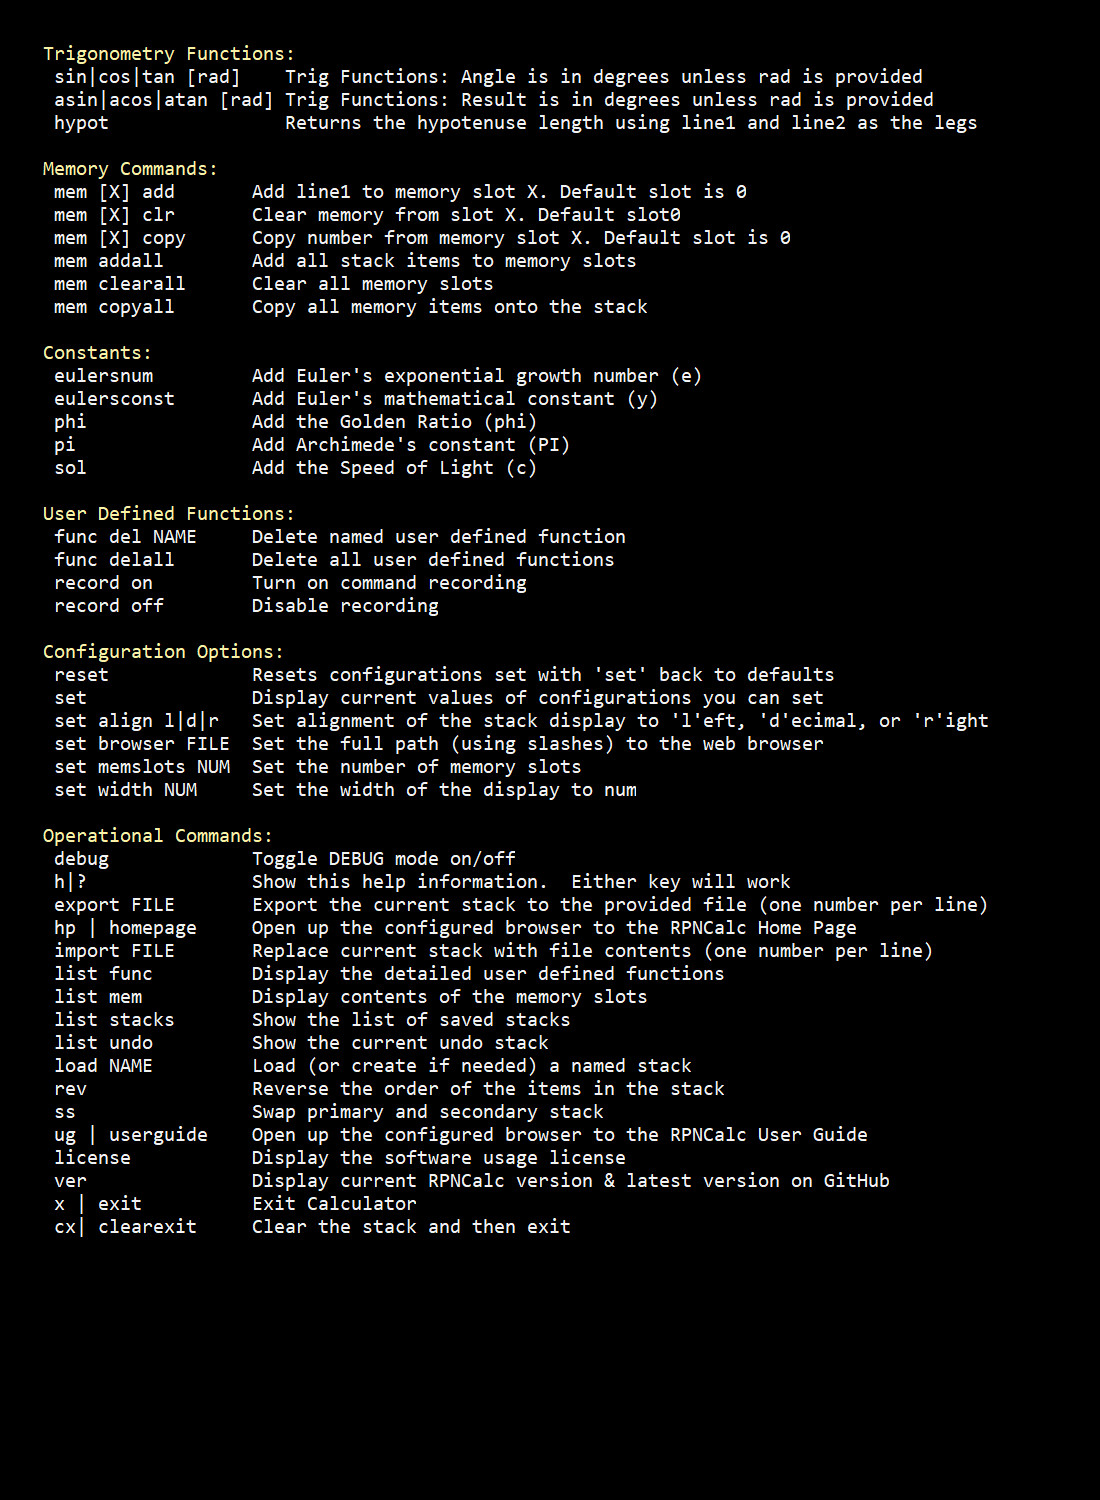 Trigonometry Functions:
 sin|cos|tan [rad]    Trig Functions: Angle is in degrees unless rad is provided
 asin|acos|atan [rad] Trig Functions: Result is in degrees unless rad is provided
 hypot                Returns the hypotenuse length using line1 and line2 as the legs

Memory Commands:
 mem [X] add       Add line1 to memory slot X. Default slot is 0
 mem [X] clr       Clear memory from slot X. Default slot0
 mem [X] copy      Copy number from memory slot X. Default slot is 0
 mem addall        Add all stack items to memory slots
 mem clearall      Clear all memory slots
 mem copyall       Copy all memory items onto the stack

Constants:
 eulersnum         Add Euler's exponential growth number (e)
 eulersconst       Add Euler's mathematical constant (y)
 phi               Add the Golden Ratio (phi)
 pi                Add Archimede's constant (PI)
 sol               Add the Speed of Light (c)

User Defined Functions:
 func del NAME     Delete named user defined function
 func delall       Delete all user defined functions
 record on         Turn on command recording
 record off        Disable recording

Configuration Options:
 reset             Resets configurations set with 'set' back to defaults
 set               Display current values of configurations you can set
 set align l|d|r   Set alignment of the stack display to 'l'eft, 'd'ecimal, or 'r'ight
 set browser FILE  Set the full path (using slashes) to the web browser
 set memslots NUM  Set the number of memory slots
 set width NUM     Set the width of the display to num

Operational Commands:
 debug             Toggle DEBUG mode on/off
 h|?               Show this help information.  Either key will work
 export FILE       Export the current stack to the provided file (one number per line)
 hp | homepage     Open up the configured browser to the RPNCalc Home Page
 import FILE       Replace current stack with file contents (one number per line)
 list func         Display the detailed user defined functions
 list mem          Display contents of the memory slots
 list stacks       Show the list of saved stacks
 list undo         Show the current undo stack
 load NAME         Load (or create if needed) a named stack
 rev               Reverse the order of the items in the stack
 ss                Swap primary and secondary stack
 ug | userguide    Open up the configured browser to the RPNCalc User Guide
 license           Display the software usage license
 ver               Display current RPNCalc version & latest version on GitHub
 x | exit          Exit Calculator
 cx| clearexit     Clear the stack and then exit